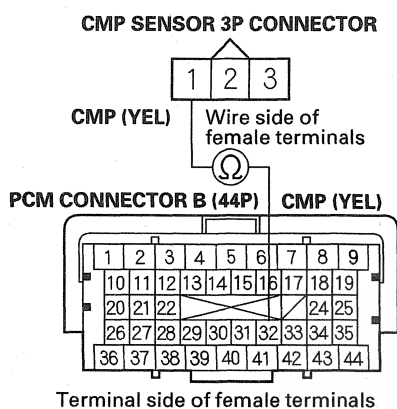 CMP SENSOR 3P CONNECTOR
1 2 3
CMP (YEL) Wire side of
female terminals
Ω
PCM CONNECTOR B (44P) CMP (YEL)
1 2 3 4 5 6 7 8 9
10 11 12 13 14 15 16 17 18 19
20 21 22 24 25
26 27 28 29 30 31 32 33 34 35
36 37 38 39 40 41 42 43 44
Terminal side of female terminals